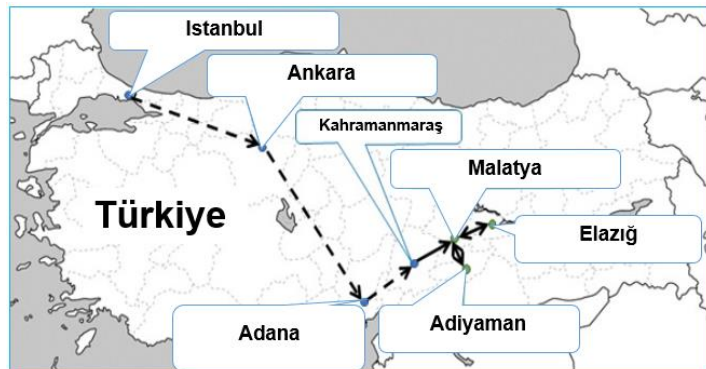 Istanbul
Ankara
Kahramanmaraş
Malatya
Türkiye
Elazığ
Adana
Adiyaman